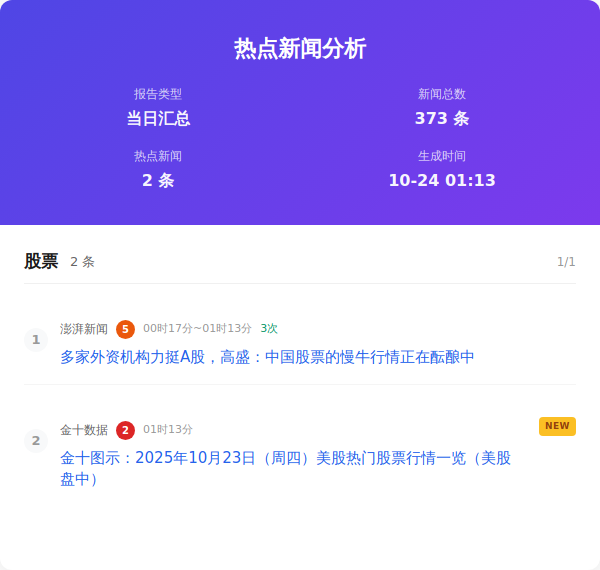 热点新闻分析
报告类型
新闻总数
当日汇总
373 条
热点新闻
生成时间
2 条
10-24 01:13
股票 2 条 1/1
1
澎湃新闻 5 00时17分~01时13分 3次
多家外资机构力挺A股，高盛：中国股票的慢牛行情正在酝酿中
2
金十数据 2 01时13分 NEW
金十图示：2025年10月23日（周四）美股热门股票行情一览（美股
盘中）